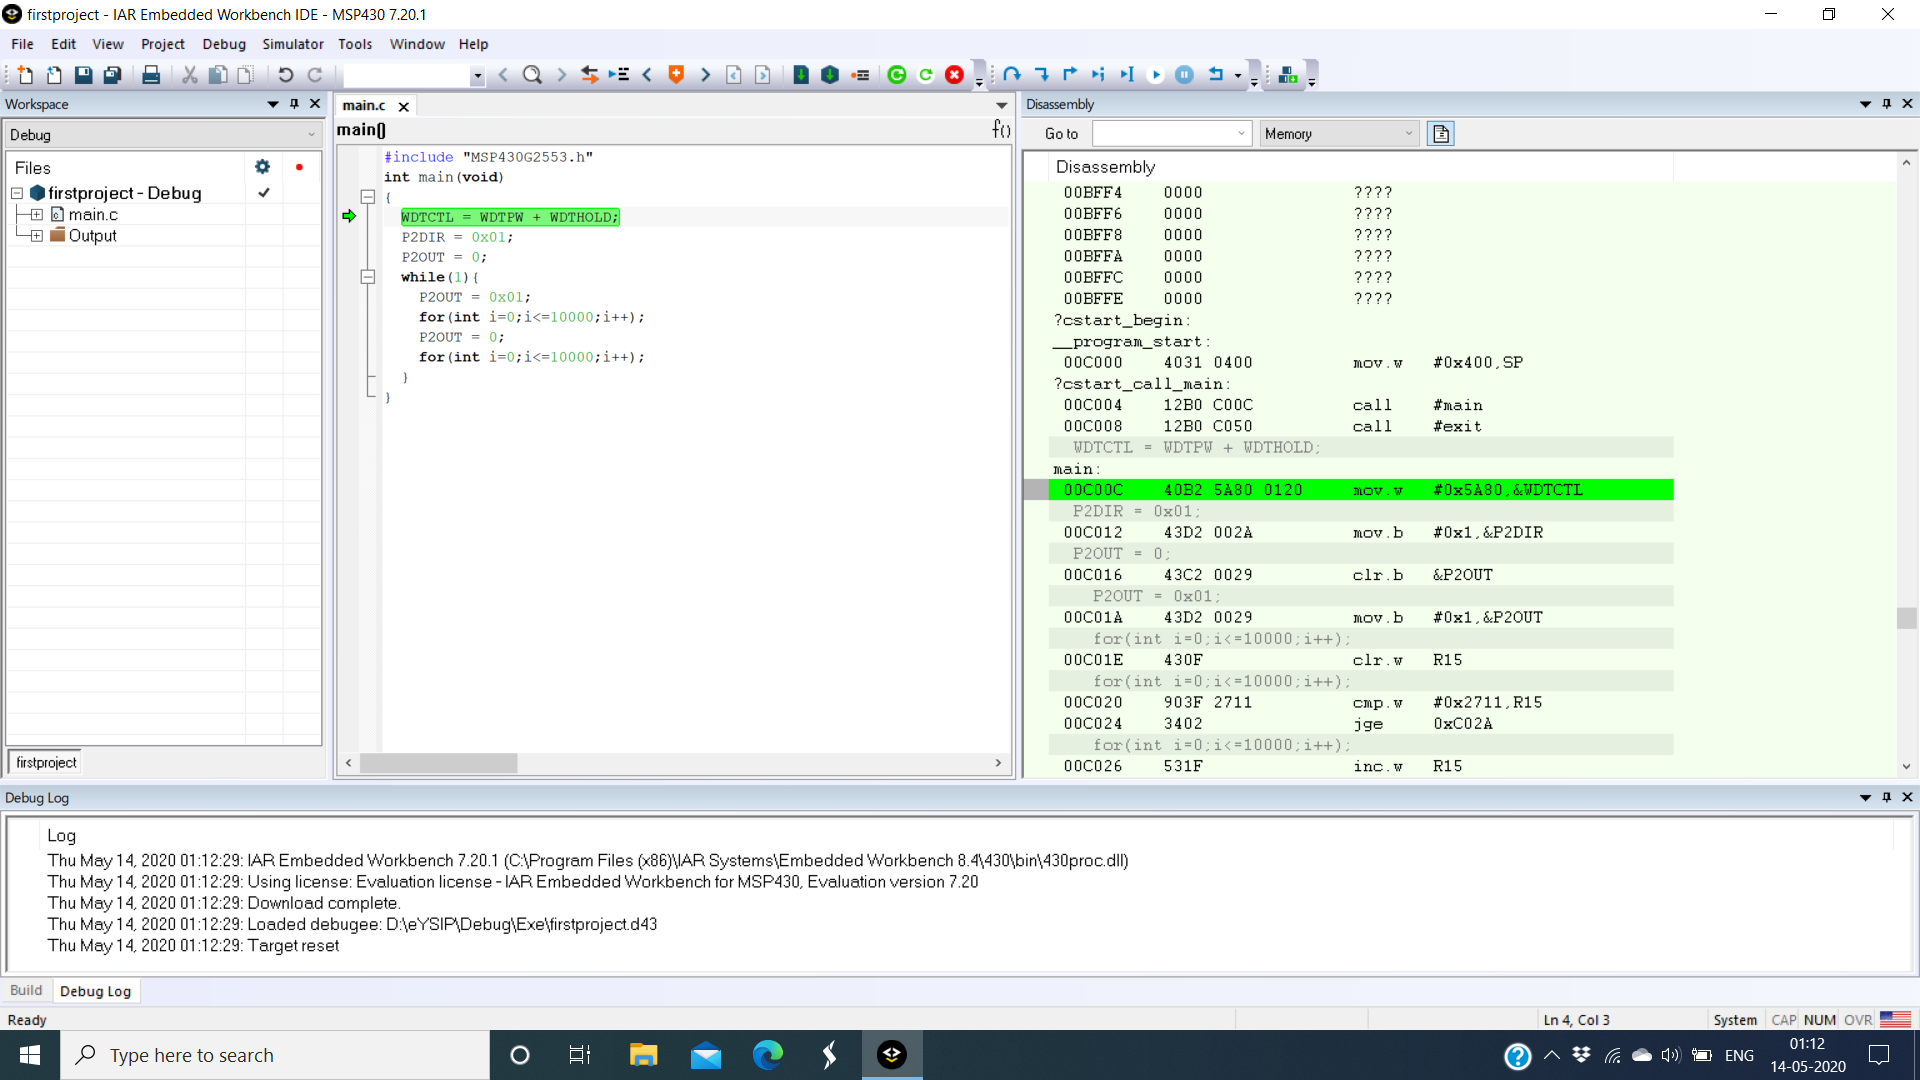 firstproject - IAR Embedded Workbench IDE - MSP430 7.20.1
File Edit View Project Debug Simulator Tools Window Help
Workspace
Debug
Files
firstproject - Debug
main.c
Output
firstproject
main.c
main()
f()
#include "MSP430G2553.h"
int main(void)
{
WDTCTL = WDTPW + WDTHOLD;
P2DIR = 0x01;
P2OUT = 0;
while(1){
P2OUT = 0x01;
for(int i=0;i<=10000;i++);
P2OUT = 0;
for(int i=0;i<=10000;i++);
}
}
Disassembly
Go to Memory
Disassembly
00BFF4 0000 ????
00BFF6 0000 ????
00BFF8 0000 ????
00BFFA 0000 ????
00BFFC 0000 ????
00BFFE 0000 ????
?cstart_begin:
__program_start:
00C000 4031 0400 mov.w #0x400,SP
?cstart_call_main:
00C004 12B0 C00C call #main
00C008 12B0 C050 call #exit
WDTCTL = WDTPW + WDTHOLD;
main:
00C00C 40B2 5A80 0120 mov.w #0x5A80,&WDTCTL
P2DIR = 0x01;
00C012 43D2 002A mov.b #0x1,&P2DIR
P2OUT = 0;
00C016 43C2 0029 clr.b &P2OUT
P2OUT = 0x01;
00C01A 43D2 0029 mov.b #0x1,&P2OUT
for(int i=0;i<=10000;i++);
00C01E 430F clr.w R15
for(int i=0;i<=10000;i++);
00C020 903F 2711 cmp.w #0x2711,R15
00C024 3402 jge 0xC02A
for(int i=0;i<=10000;i++);
00C026 531F inc.w R15
Debug Log
Log
Thu May 14, 2020 01:12:29: IAR Embedded Workbench 7.20.1 (C:\Program Files (x86)\IAR Systems\Embedded Workbench 8.4\430\bin\430proc.dll)
Thu May 14, 2020 01:12:29: Using license: Evaluation license - IAR Embedded Workbench for MSP430, Evaluation version 7.20
Thu May 14, 2020 01:12:29: Download complete.
Thu May 14, 2020 01:12:29: Loaded debugee: D:\eYSIP\Debug\Exe\firstproject.d43
Thu May 14, 2020 01:12:29: Target reset
Build Debug Log
Ready Ln 4, Col 3 System CAP NUM OVR
Type here to search
ENG
01:12
14-05-2020